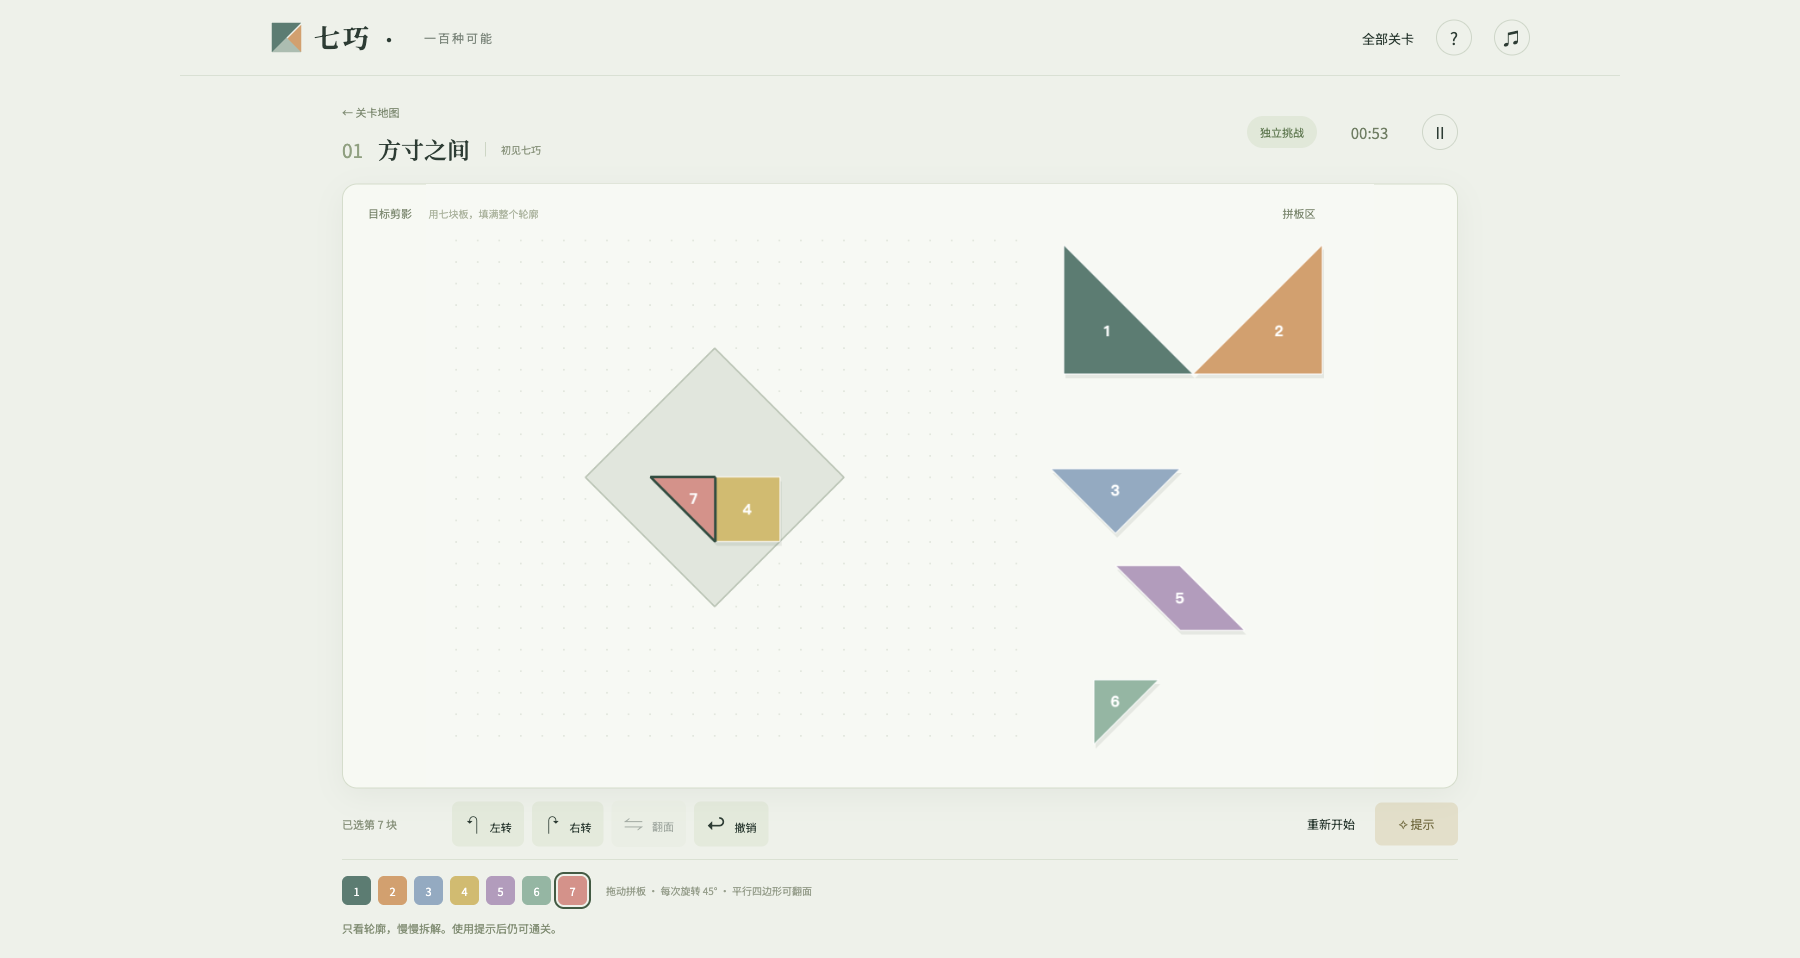 七巧 ·
一百种可能
全部关卡
?
← 关卡地图
01 方寸之间
初见七巧
独立挑战
00:53
目标剪影
用七块板，填满整个轮廓
拼板区
1
2
3
7
4
5
6
已选第 7 块
左转
右转
翻面
撤销
重新开始
✧ 提示
1 2 3 4 5 6 7
拖动拼板 · 每次旋转 45° · 平行四边形可翻面
只看轮廓，慢慢拆解。使用提示后仍可通关。